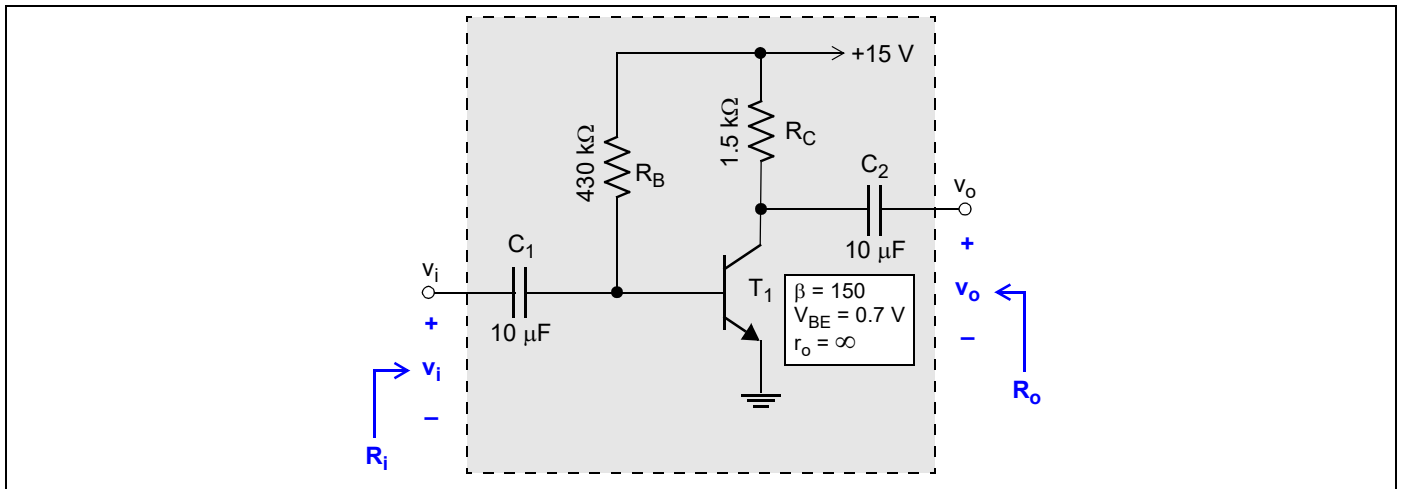 +15 V
430 kΩ
R_B
1.5 kΩ
R_C
C_2
10 μF
v_o
+
v_o
–
R_o
C_1
10 μF
v_i
+
v_i
–
R_i
T_1
β = 150
V_BE = 0.7 V
r_o = ∞